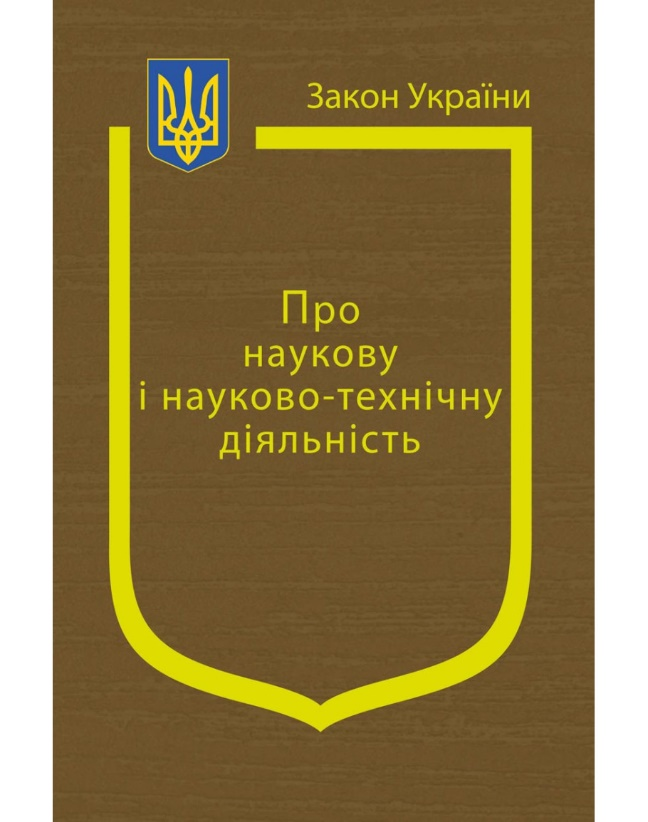 Закон України
Про
наукову
і науково-технічну
діяльність